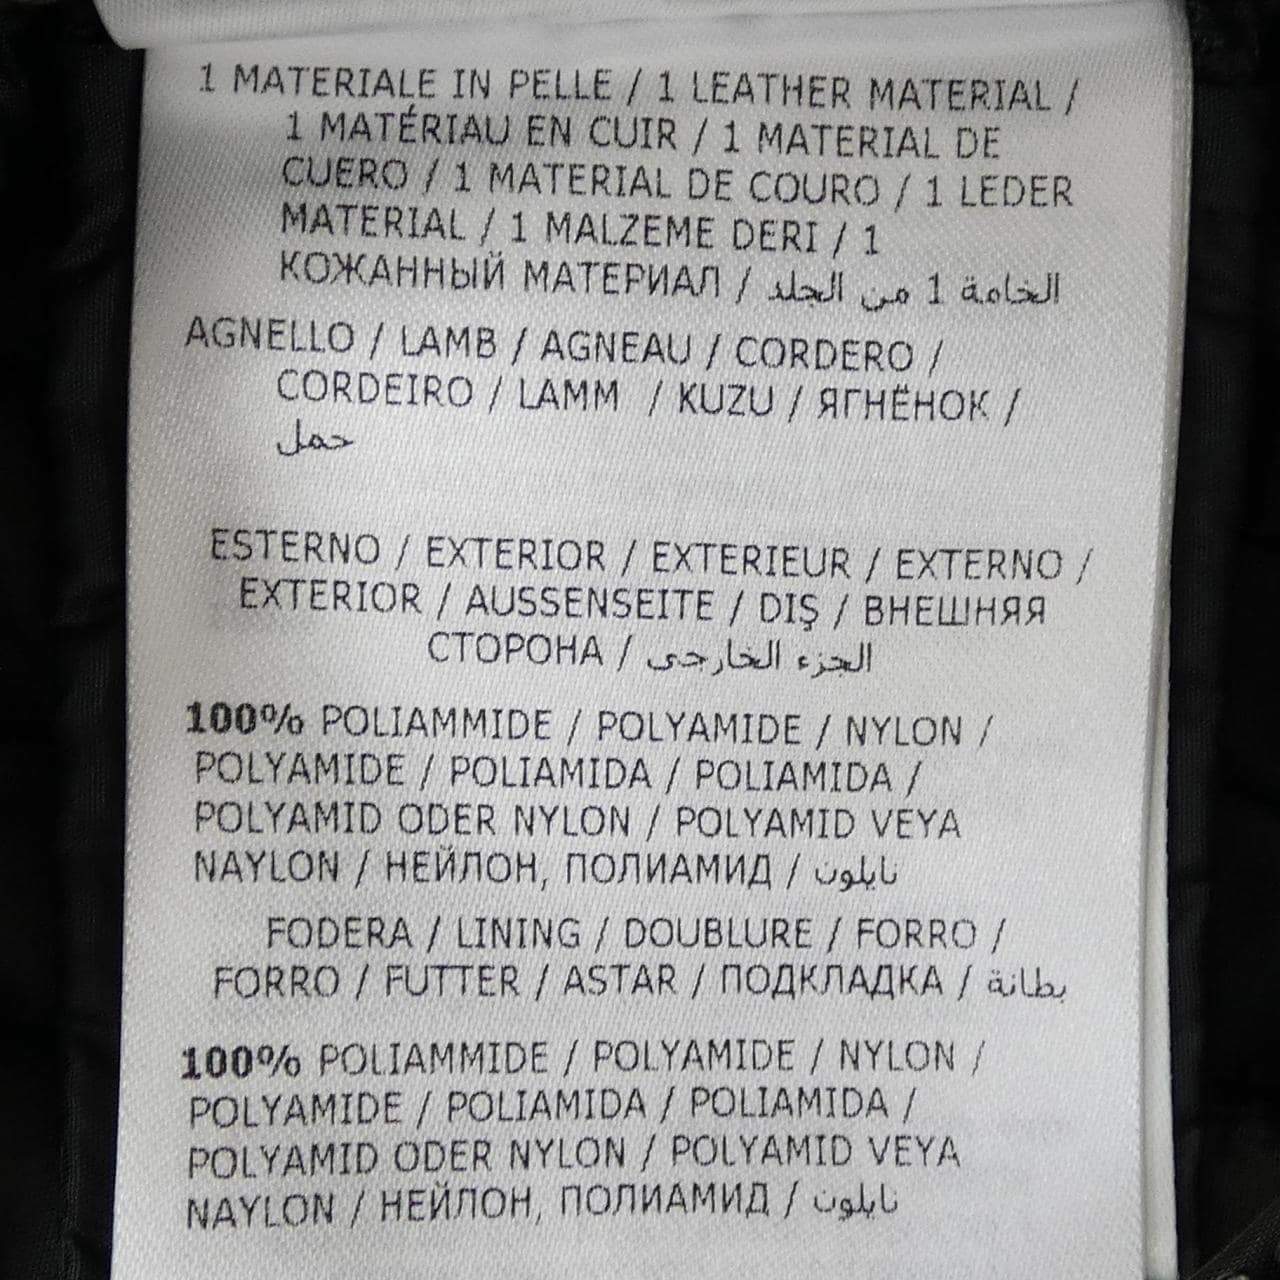 1 MATERIALE IN PELLE / 1 LEATHER MATERIAL /
1 MATÉRIAU EN CUIR / 1 MATERIAL DE
CUERO / 1 MATERIAL DE COURO / 1 LEDER
MATERIAL / 1 MALZEME DERI / 1
КОЖАННЫЙ МАТЕРИАЛ / الخامة 1 من الجلد
AGNELLO / LAMB / AGNEAU / CORDERO /
CORDEIRO / LAMM / KUZU / ЯГНЁНОК /
حمل
ESTERNO / EXTERIOR / EXTERIEUR / EXTERNO /
EXTERIOR / AUSSENSEITE / DIŞ / ВНЕШНЯЯ
СТОРОНА / الجزء الخارجى
100% POLIAMMIDE / POLYAMIDE / NYLON /
POLYAMIDE / POLIAMIDA / POLIAMIDA /
POLYAMID ODER NYLON / POLYAMID VEYA
NAYLON / НЕЙЛОН, ПОЛИАМИД / نايلون
FODERA / LINING / DOUBLURE / FORRO /
FORRO / FUTTER / ASTAR / ПОДКЛАДКА / بطانة
100% POLIAMMIDE / POLYAMIDE / NYLON /
POLYAMIDE / POLIAMIDA / POLIAMIDA /
POLYAMID ODER NYLON / POLYAMID VEYA
NAYLON / НЕЙЛОН, ПОЛИАМИД / نايلون